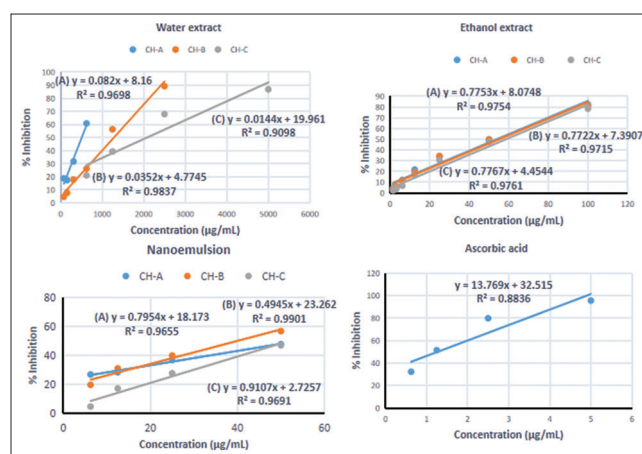 Water extract
CH-A CH-B CH-C
% Inhibition
100
90
80
70
60
50
40
30
20
10
0
(A) y = 0.082x + 8.16
R² = 0.9698
(C) y = 0.0144x + 19.961
R² = 0.9098
(B) y = 0.0352x + 4.7745
R² = 0.9837
0 1000 2000 3000 4000 5000 6000
Concentration (µg/mL)
Ethanol extract
CH-A CH-B CH-C
% Inhibition
90
80
70
60
50
40
30
20
10
0
(A) y = 0.7753x + 8.0748
R² = 0.9754
(B) y = 0.7722x + 7.3907
R² = 0.9715
(C) y = 0.7767x + 4.4544
R² = 0.9761
0 20 40 60 80 100 120
Concentration (µg/mL)
Nanoemulsion
CH-A CH-B CH-C
% Inhibition
80
60
40
20
0
(A) y = 0.7954x + 18.173
R² = 0.9655
(B) y = 0.4945x + 23.262
R² = 0.9901
(C) y = 0.9107x + 2.7257
R² = 0.9691
0 20 40 60
Concentration (µg/mL)
Ascorbic acid
% Inhibition
120
100
80
60
40
20
0
y = 13.769x + 32.515
R² = 0.8836
0 1 2 3 4 5 6
Concentration (µg/mL)